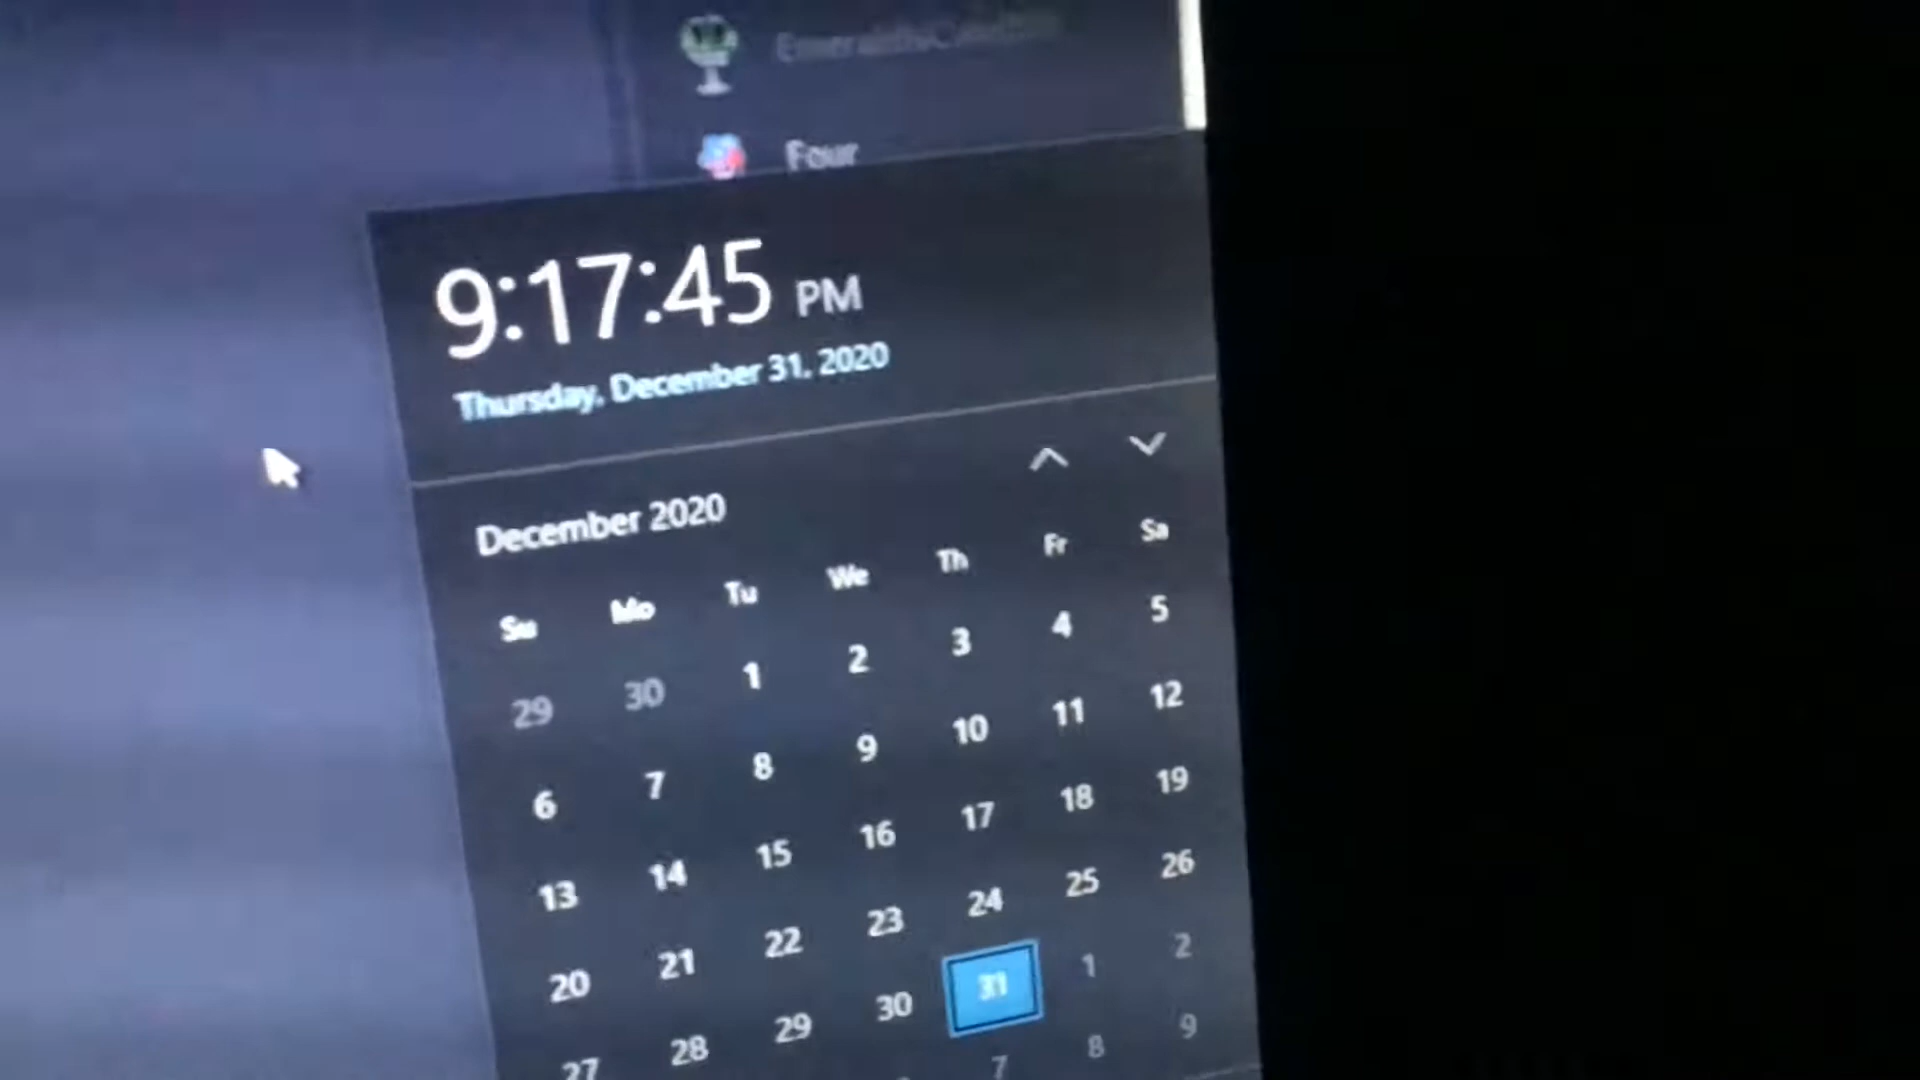 Four
9:17:45 PM
Thursday, December 31, 2020
December 2020
Su Mo Tu We Th Fr Sa
29 30 1 2 3 4 5
6 7 8 9 10 11 12
13 14 15 16 17 18 19
20 21 22 23 24 25 26
27 28 29 30 31 1 2
7 8 9